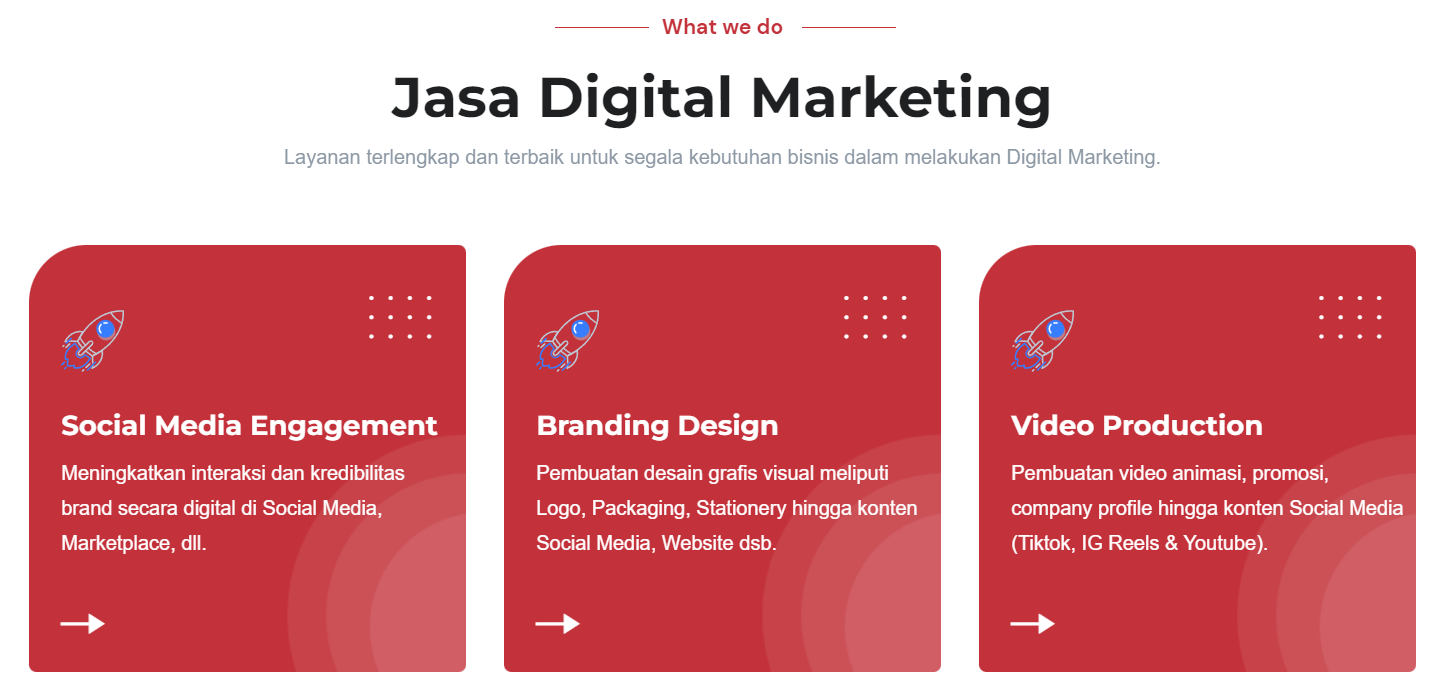 What we do
Jasa Digital Marketing
Layanan terlengkap dan terbaik untuk segala kebutuhan bisnis dalam melakukan Digital Marketing.
Social Media Engagement
Meningkatkan interaksi dan kredibilitas
brand secara digital di Social Media,
Marketplace, dll.
Branding Design
Pembuatan desain grafis visual meliputi
Logo, Packaging, Stationery hingga konten
Social Media, Website dsb.
Video Production
Pembuatan video animasi, promosi,
company profile hingga konten Social Media
(Tiktok, IG Reels & Youtube).